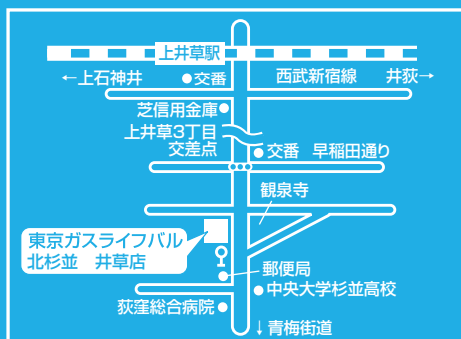 上井草駅
←上石神井
交番
西武新宿線
井荻→
芝信用金庫
上井草3丁目
交差点
交番
早稲田通り
観泉寺
東京ガスライフバル
北杉並 井草店
郵便局
中央大学杉並高校
荻窪総合病院
↓青梅街道